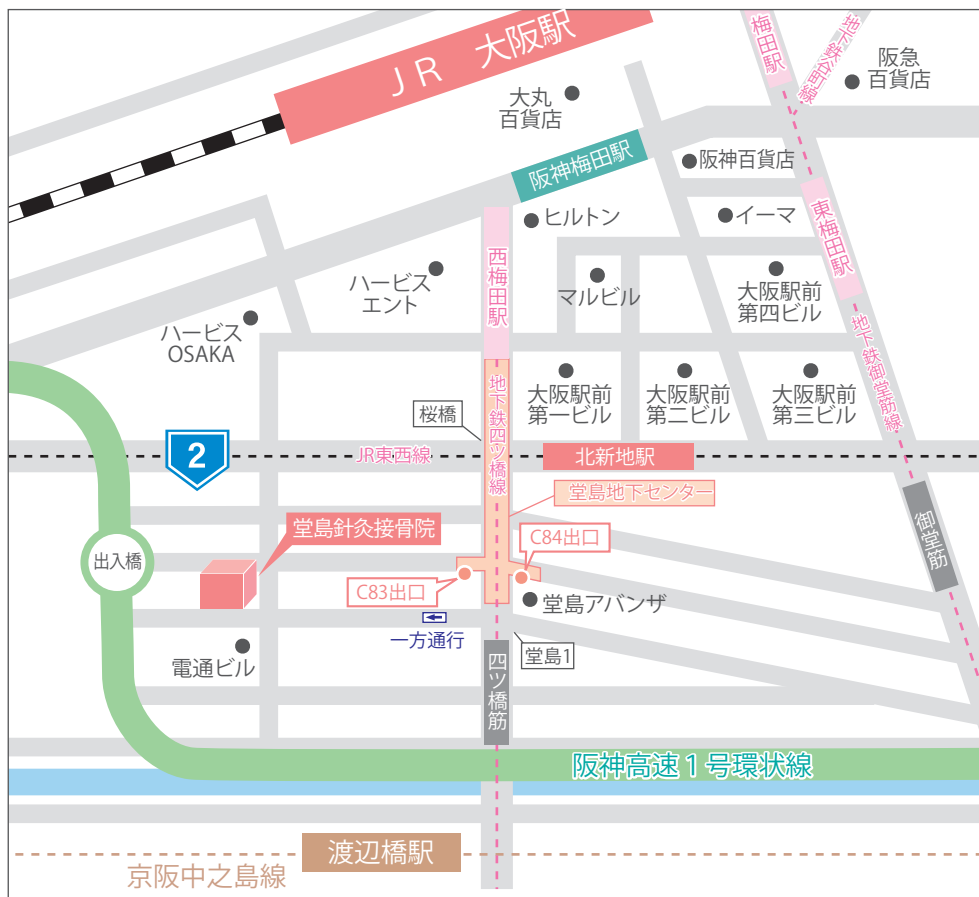 JR 大阪駅
梅田駅
地下鉄谷町線
阪急
百貨店
大丸
百貨店
阪神梅田駅
阪神百貨店
ヒルトン
イーマ
東梅田駅
西梅田駅
ハービス
エント
マルビル
大阪駅前
第四ビル
ハービス
OSAKA
地下鉄御堂筋線
大阪駅前
第一ビル
大阪駅前
第二ビル
大阪駅前
第三ビル
桜橋
地下鉄四ツ橋線
2
JR東西線
北新地駅
堂島地下センター
御堂筋
堂島針灸接骨院
C84出口
出入橋
C83出口
堂島アバンザ
一方通行
堂島1
電通ビル
四ツ橋筋
阪神高速1号環状線
渡辺橋駅
京阪中之島線